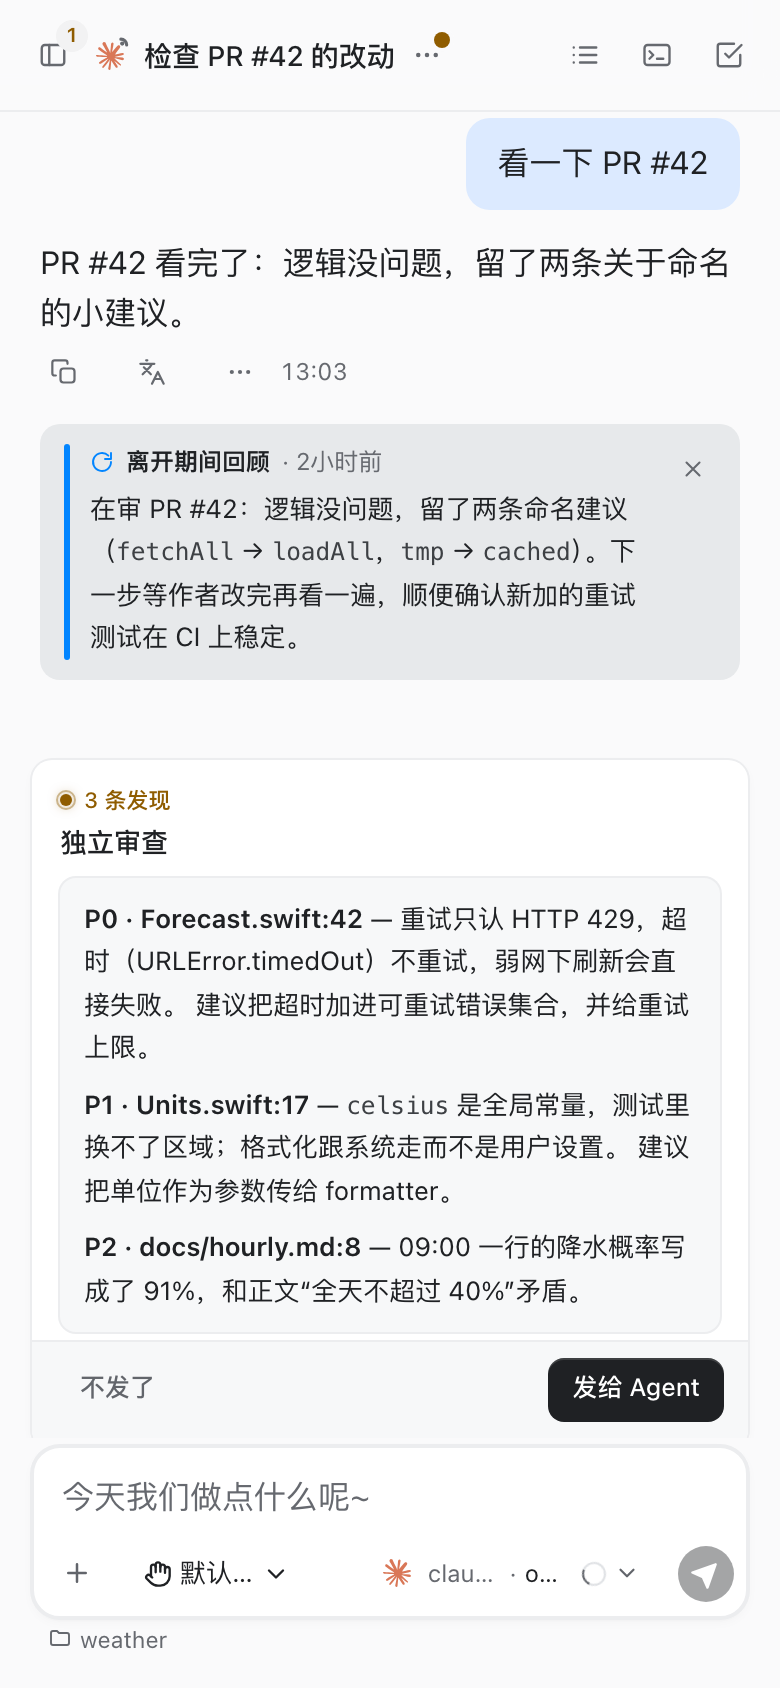 1
检查 PR #42 的改动
看一下 PR #42
PR #42 看完了：逻辑没问题，留了两条关于命名
的小建议。
13:03
离开期间回顾 · 2小时前
在审 PR #42：逻辑没问题，留了两条命名建议
（fetchAll → loadAll，tmp → cached）。下
一步等作者改完再看一遍，顺便确认新加的重试
测试在 CI 上稳定。
3 条发现
独立审查
P0 · Forecast.swift:42 — 重试只认 HTTP 429，超
时（URLError.timedOut）不重试，弱网下刷新会直
接失败。 建议把超时加进可重试错误集合，并给重试
上限。
P1 · Units.swift:17 — celsius 是全局常量，测试里
换不了区域；格式化跟系统走而不是用户设置。 建议
把单位作为参数传给 formatter。
P2 · docs/hourly.md:8 — 09:00 一行的降水概率写
成了 91%，和正文“全天不超过 40%”矛盾。
不发了
发给 Agent
今天我们做点什么呢~
默认...
clau... · o...
weather